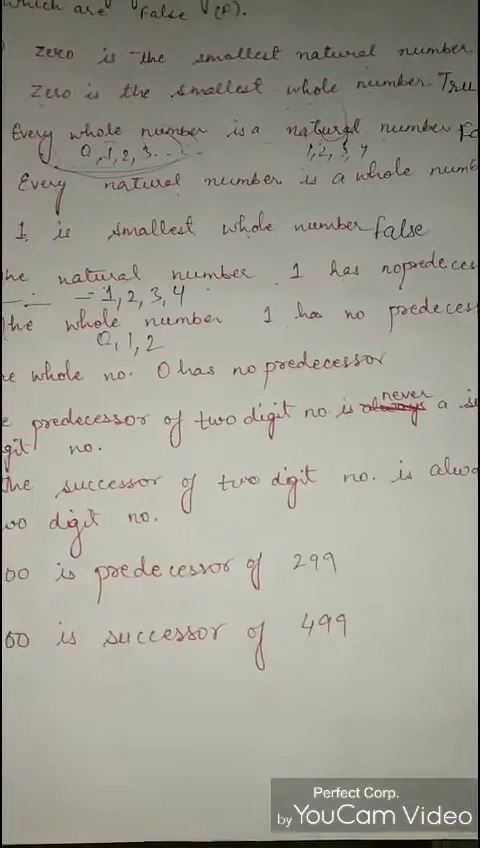 which are False (F).
Zero is the smallest natural number
Zero is the smallest whole number. Tru
Every whole number is a natural number Fa
0, 1, 2, 3... 1, 2, 3, 4
Every natural number is a whole numb
1 is smallest whole number false
he natural number 1 has no predeces
= 1, 2, 3, 4
the whole number 1 has no predeces
0, 1, 2
e whole no. 0 has no predecessor
never
e predecessor of two digit no. is always a si
git no.
The successor of two digit no. is alwa
wo digit no.
00 is predecessor of 299
00 is successor of 499
Perfect Corp.
by YouCam Video